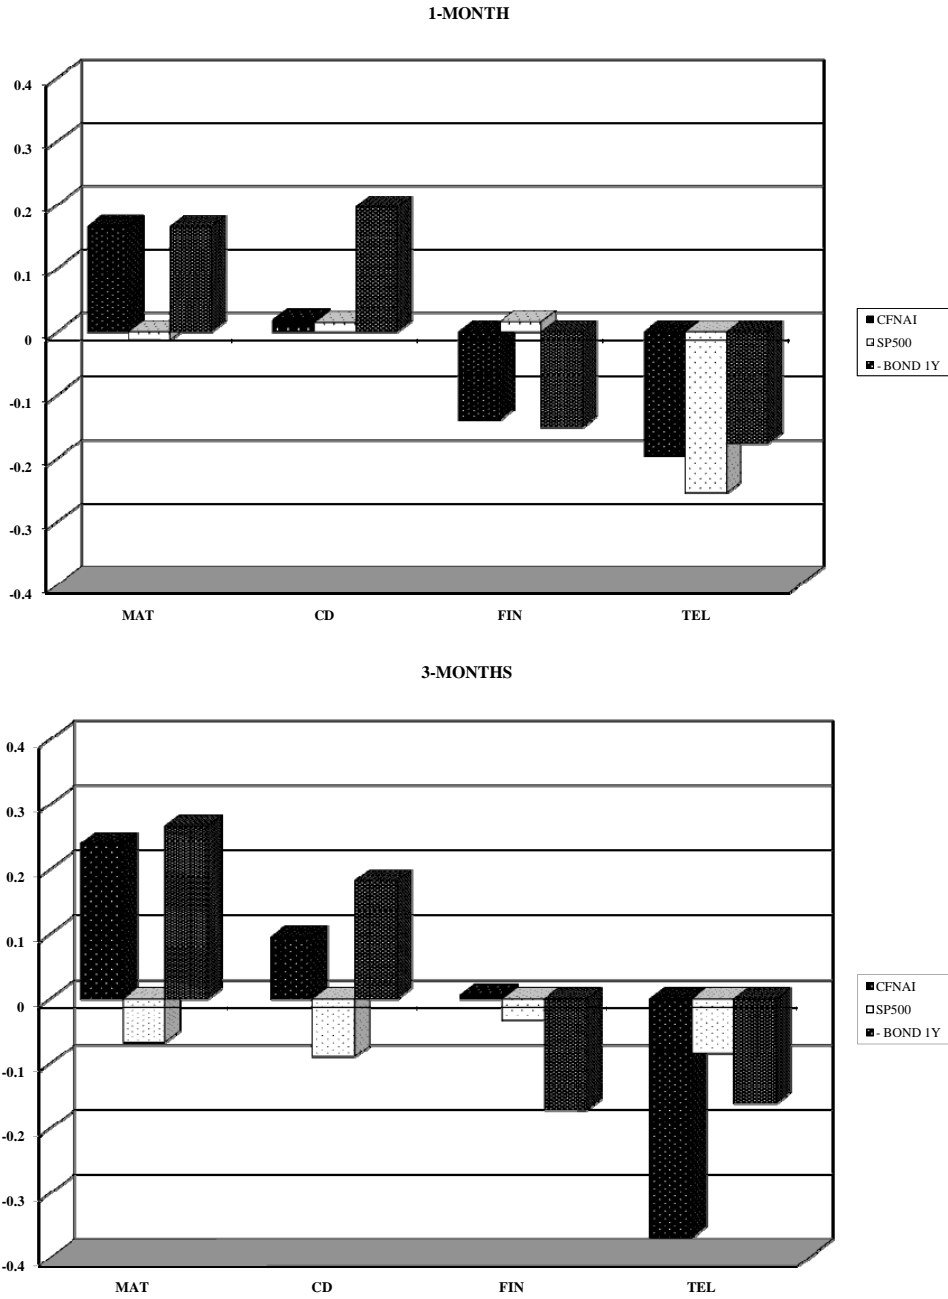 1-MONTH
0.4
0.3
0.2
0.1
0
-0.1
-0.2
-0.3
-0.4
MAT CD FIN TEL
CFNAI
SP500
- BOND 1Y
3-MONTHS
0.4
0.3
0.2
0.1
0
-0.1
-0.2
-0.3
-0.4
MAT CD FIN TEL
CFNAI
SP500
- BOND 1Y